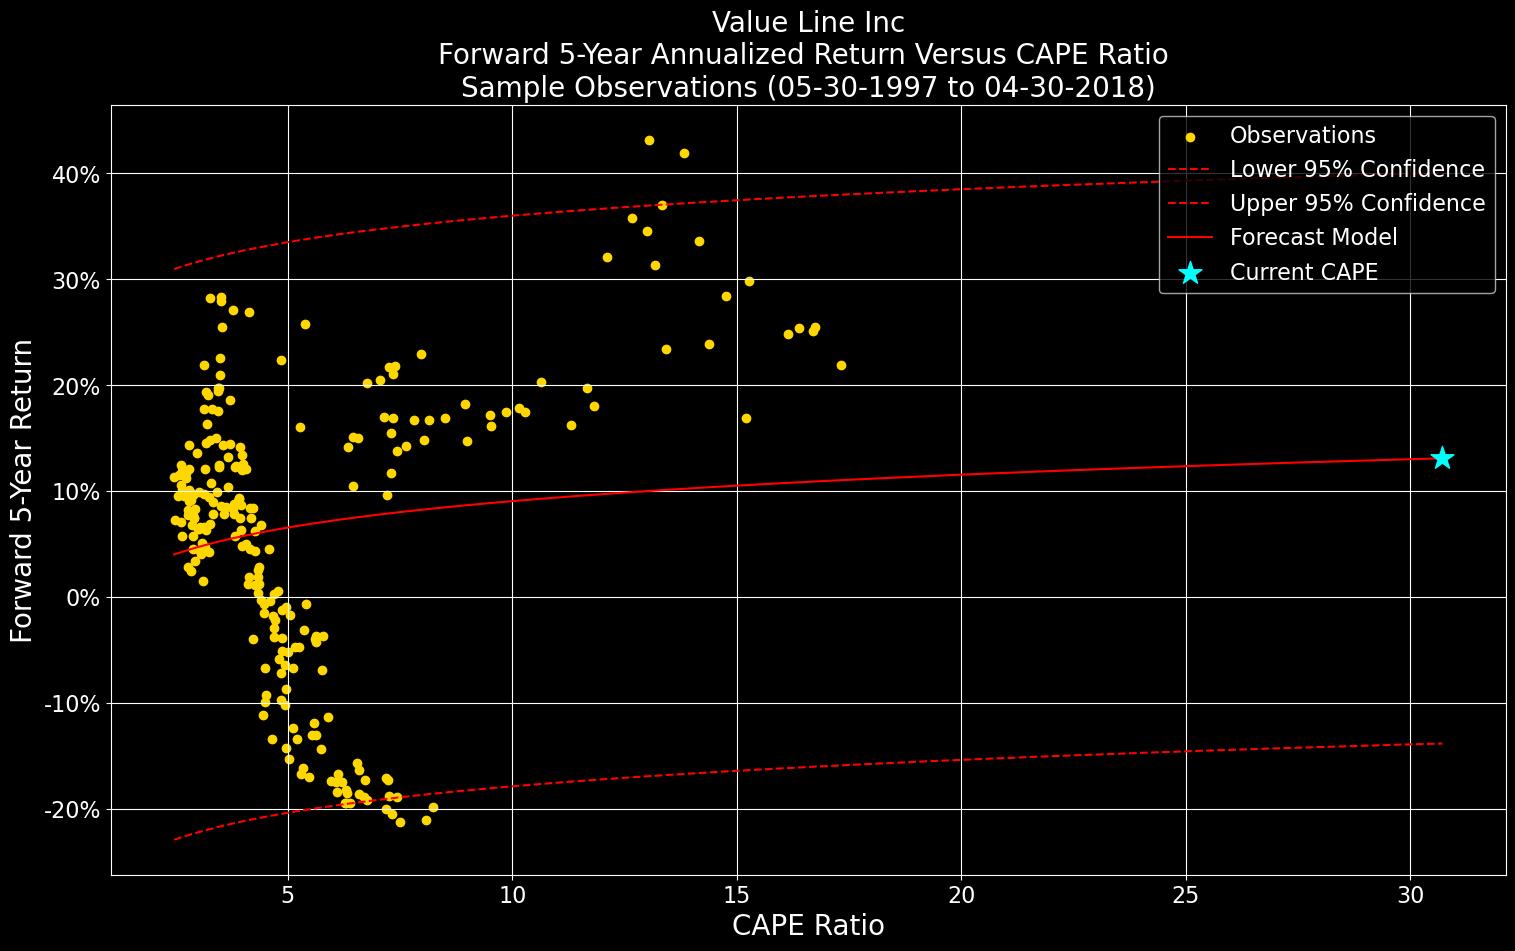 Value Line Inc
Forward 5-Year Annualized Return Versus CAPE Ratio
Sample Observations (05-30-1997 to 04-30-2018)
Observations
Lower 95% Confidence
Upper 95% Confidence
Forecast Model
Current CAPE
Forward 5-Year Return
40%
30%
20%
10%
0%
-10%
-20%
5
10
15
20
25
30
CAPE Ratio